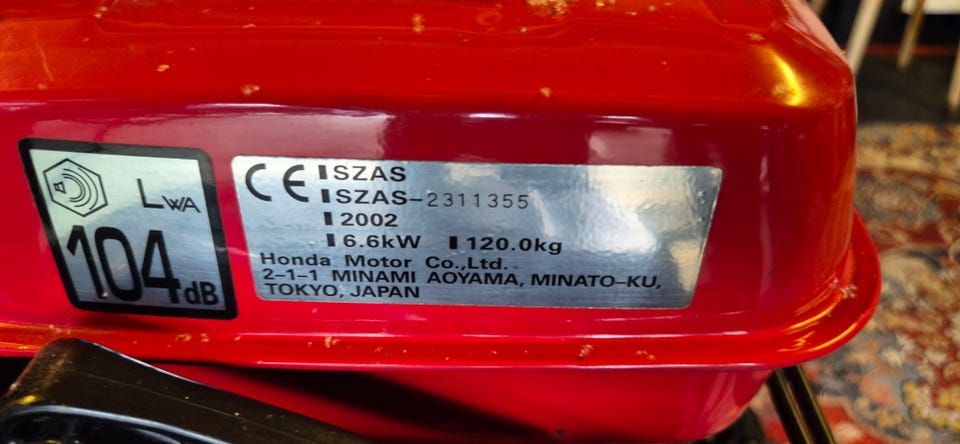 LWA
104dB
CE
SZAS
SZAS-2311355
2002
6.6kW 120.0kg
Honda Motor Co.,Ltd.
2-1-1 MINAMI AOYAMA, MINATO-KU,
TOKYO, JAPAN